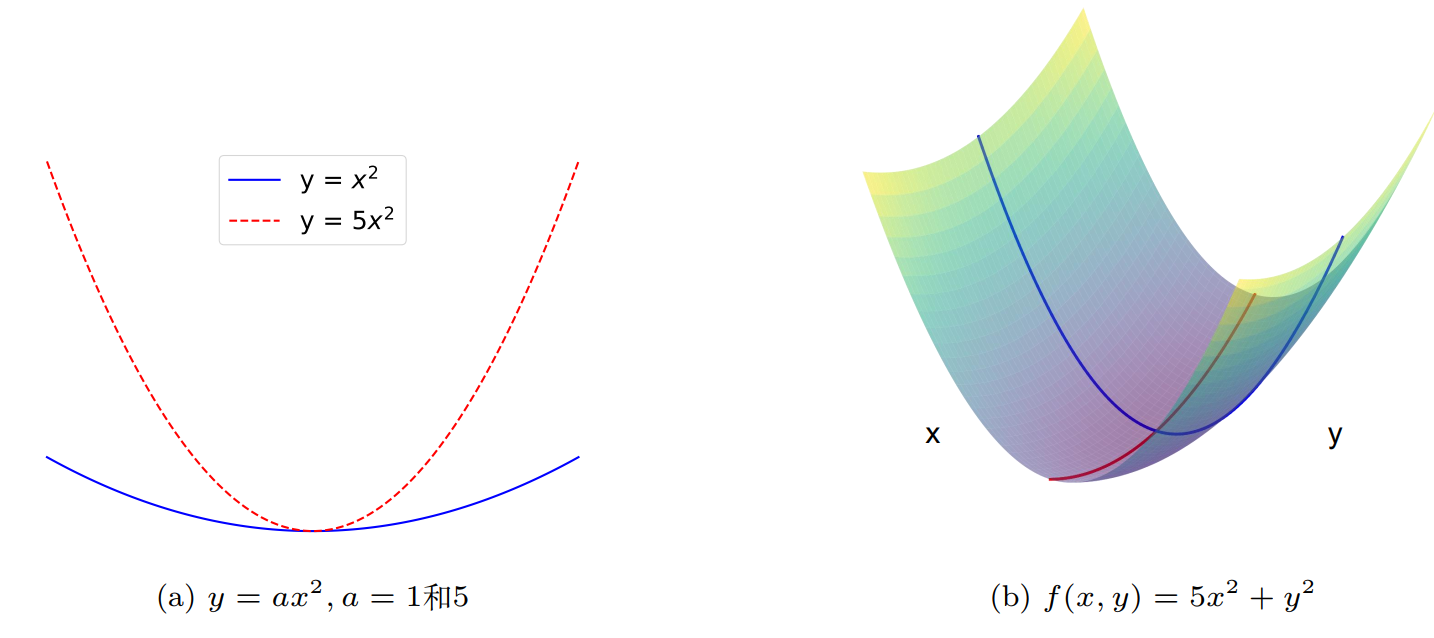 y = x²
y = 5x²
x
y
(a) y = ax², a = 1和5
(b) f(x, y) = 5x² + y²